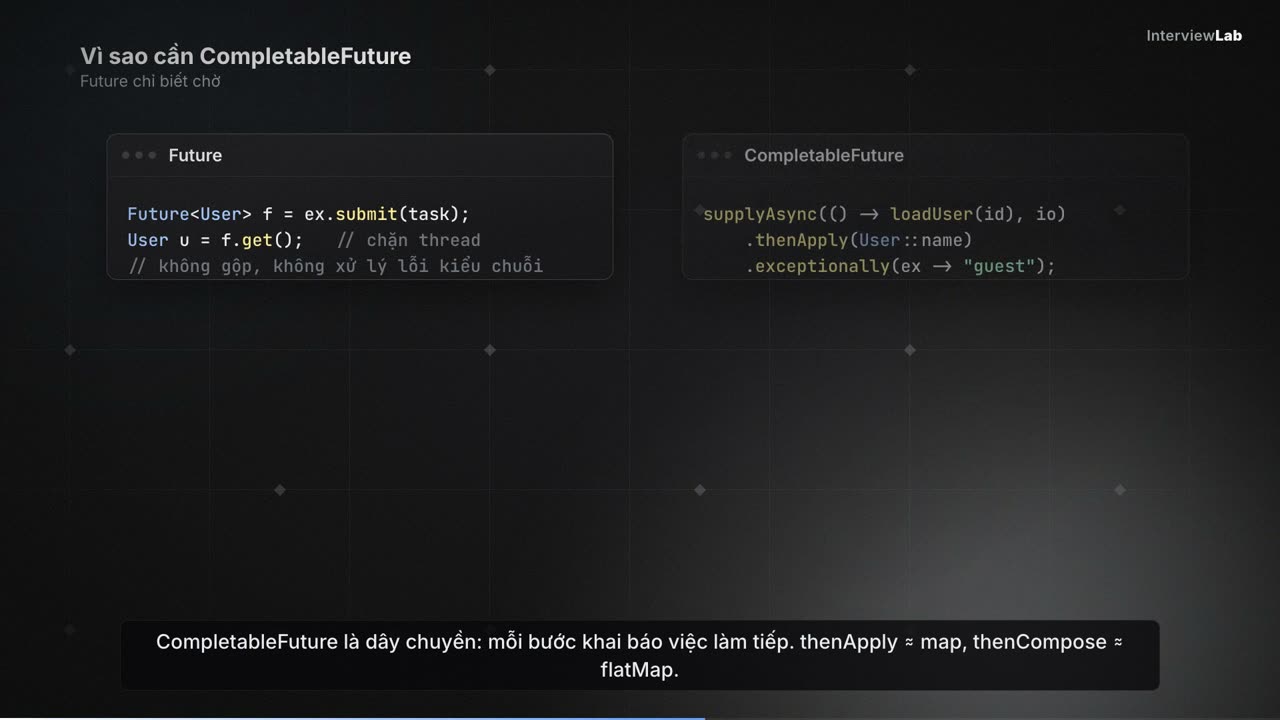 InterviewLab
Vì sao cần CompletableFuture
Future chỉ biết chờ
Future
Future<User> f = ex.submit(task);
User u = f.get();   // chặn thread
// không gộp, không xử lý lỗi kiểu chuỗi
CompletableFuture
supplyAsync(() -> loadUser(id), io)
    .thenApply(User::name)
    .exceptionally(ex -> "guest");
CompletableFuture là dây chuyền: mỗi bước khai báo việc làm tiếp. thenApply ≈ map, thenCompose ≈
flatMap.